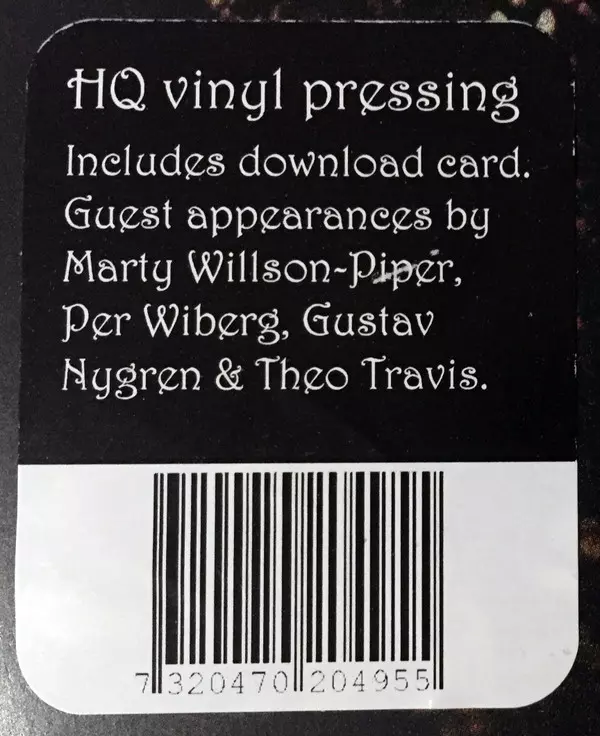 HQ vinyl pressing
Includes download card.
Guest appearances by
Marty Willson-Piper,
Per Wiberg, Gustav
Nygren & Theo Travis.
7 320470 204955